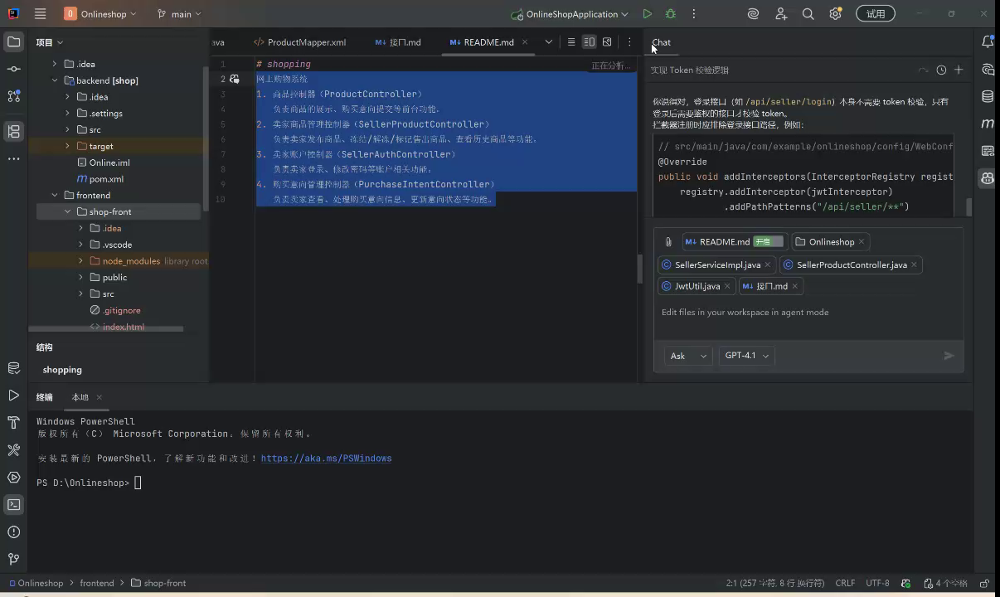 Onlineshop
main
OnlineShopApplication
试用
项目
ava
ProductMapper.xml
接口.md
README.md
Chat
.idea
backend [shop]
.idea
.settings
src
target
Online.iml
pom.xml
frontend
shop-front
.idea
.vscode
node_modules library root
public
src
.gitignore
index.html
1 # shopping
正在分析...
2 网上购物系统
3 1. 商品控制器（ProductController）
4 负责商品的展示、购买意向提交等前台功能。
5 2. 卖家商品管理控制器（SellerProductController）
6 负责卖家发布商品、冻结/解冻/标记售出商品、查看历史商品等功能。
7 3. 卖家账户控制器（SellerAuthController）
8 负责卖家登录、修改密码等账户相关功能。
9 4. 购买意向管理控制器（PurchaseIntentController）
10 负责卖家查看、处理购买意向信息、更新意向状态等功能。
实现 Token 校验逻辑
你说得对，登录接口（如 /api/seller/login）本身不需要 token 校验，只有
登录后需要鉴权的接口才校验 token。
拦截器注册时应排除登录接口路径，例如：
// src/main/java/com/example/onlineshop/config/WebConf
@Override
public void addInterceptors(InterceptorRegistry regist
registry.addInterceptor(jwtInterceptor)
.addPathPatterns("/api/seller/**")
README.md 开启
Onlineshop
SellerServiceImpl.java
SellerProductController.java
JwtUtil.java
接口.md
Edit files in your workspace in agent mode
Ask
GPT-4.1
结构
shopping
终端
本地
Windows PowerShell
版权所有（C） Microsoft Corporation。保留所有权利。
安装最新的 PowerShell，了解新功能和改进！https://aka.ms/PSWindows
PS D:\Onlineshop>
Onlineshop > frontend > shop-front
2:1 (257 字符, 8 行 换行符)
CRLF
UTF-8
4 个空格